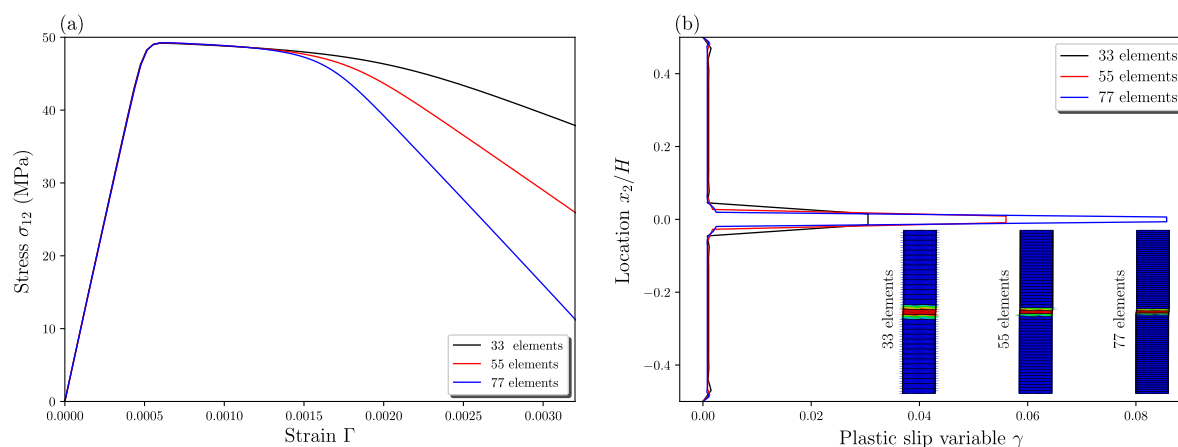 (a)
50
40
30
20
10
0
Stress σ12 (MPa)
0.0000
0.0005
0.0010
0.0015
0.0020
0.0025
0.0030
Strain Γ
33 elements
55 elements
77 elements
(b)
0.4
0.2
0.0
−0.2
−0.4
Location x2/H
0.00
0.02
0.04
0.06
0.08
Plastic slip variable γ
33 elements
55 elements
77 elements
33 elements
55 elements
77 elements